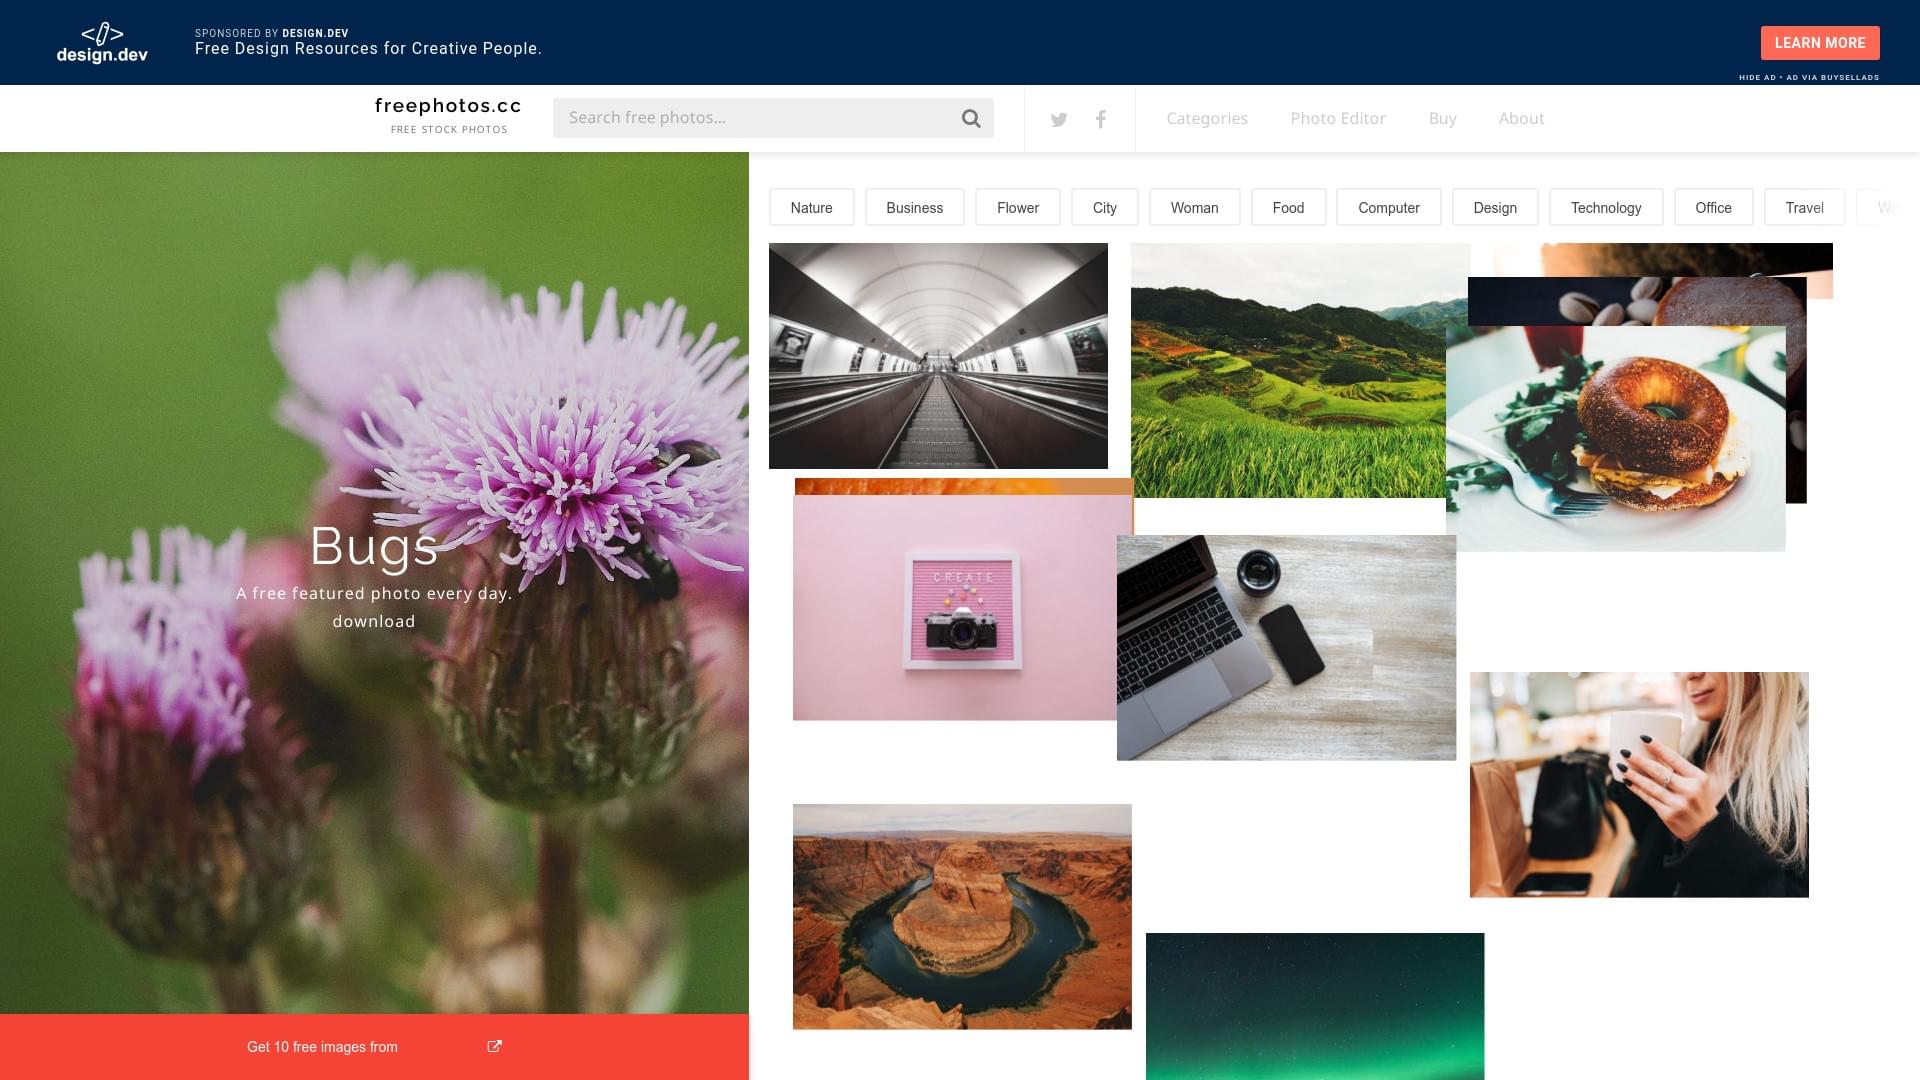 design.dev
SPONSORED BY DESIGN.DEV
Free Design Resources for Creative People.
LEARN MORE
HIDE AD • AD VIA BUYSELLADS
freephotos.cc
FREE STOCK PHOTOS
Search free photos...
Categories
Photo Editor
Buy
About
Nature
Business
Flower
City
Woman
Food
Computer
Design
Technology
Office
Travel
CREATE
Bugs
A free featured photo every day.
download
Get 10 free images from